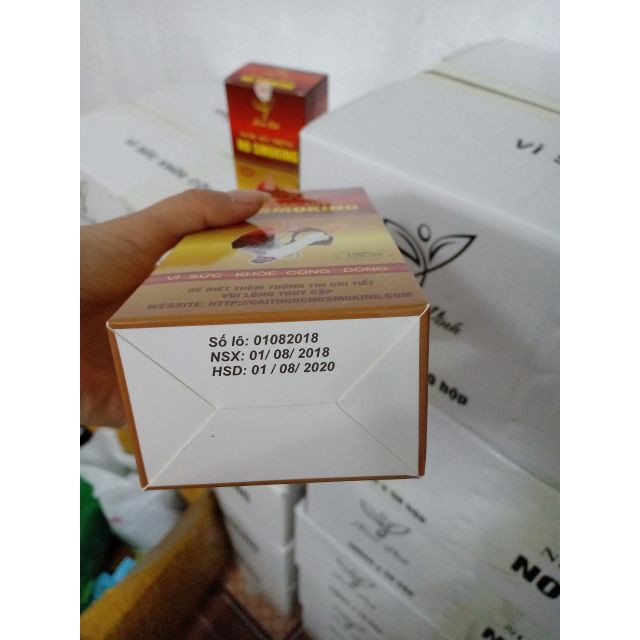 NO SMOKING
NO SMOKING
SMOKING
100%
VÌ SỨC KHỎE CỘNG ĐỒNG
ĐỂ BIẾT THÊM THÔNG TIN CHI TIẾT
VUI LÒNG TRUY CẬP
WEBSITE: HTTP://CAITHUOCNOSMOKING.COM
Số lô: 01082018
NSX: 01/ 08/ 2018
HSD: 01 / 08/ 2020
VÌ S
VÌ SỨC KHỎE
NO